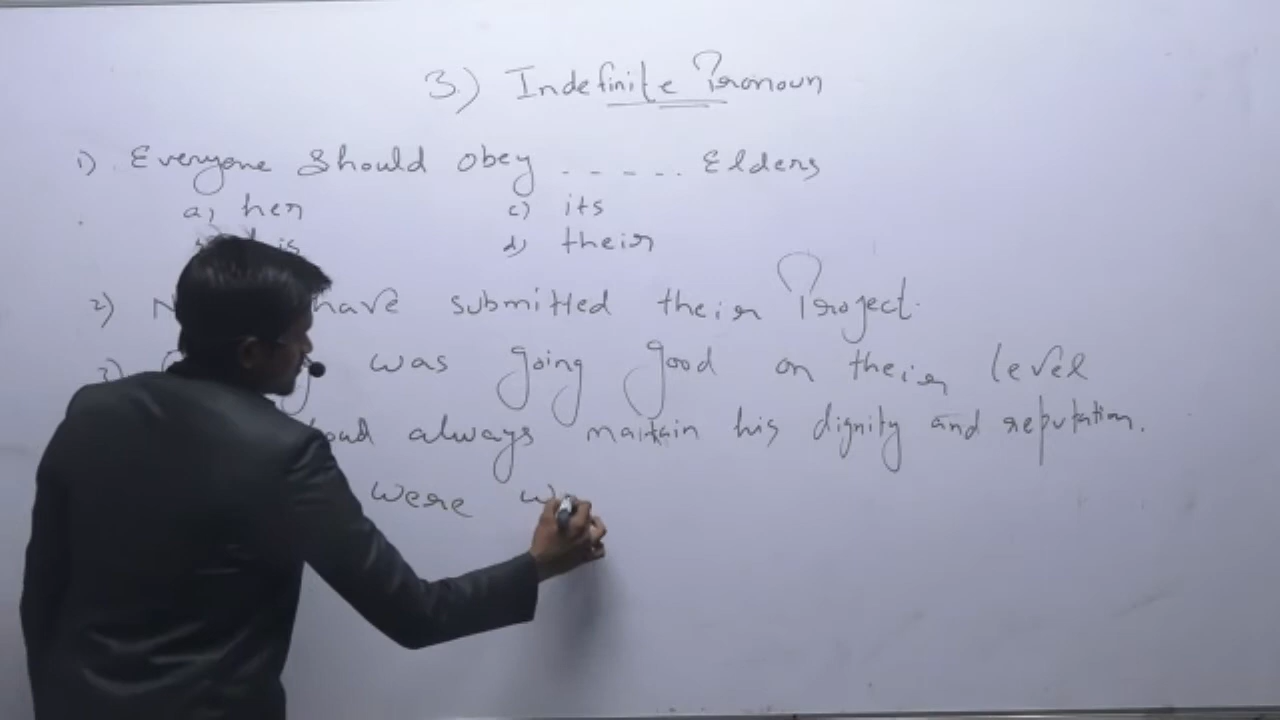 3.) Indefinite Pronoun
1) Everyone should obey ...... Elders
a) her c) its
d) their
2) have submitted their Project.
3) was going good on their level
always maintain his dignity and reputation.
were